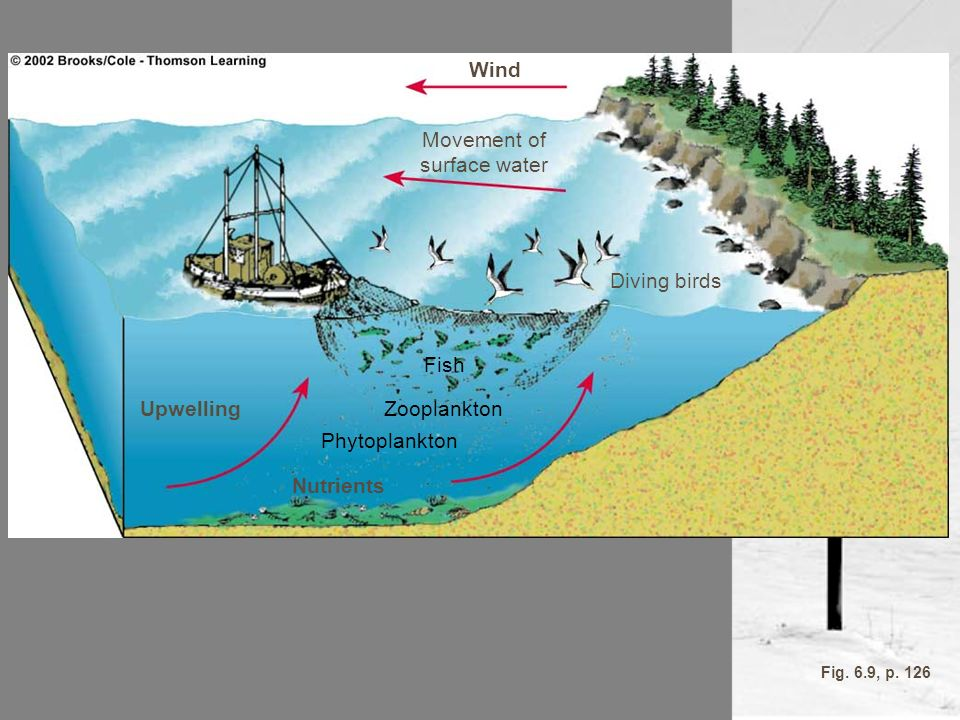 © 2002 Brooks/Cole - Thomson Learning
Wind
Movement of
surface water
Diving birds
Fish
Upwelling
Zooplankton
Phytoplankton
Nutrients
Fig. 6.9, p. 126